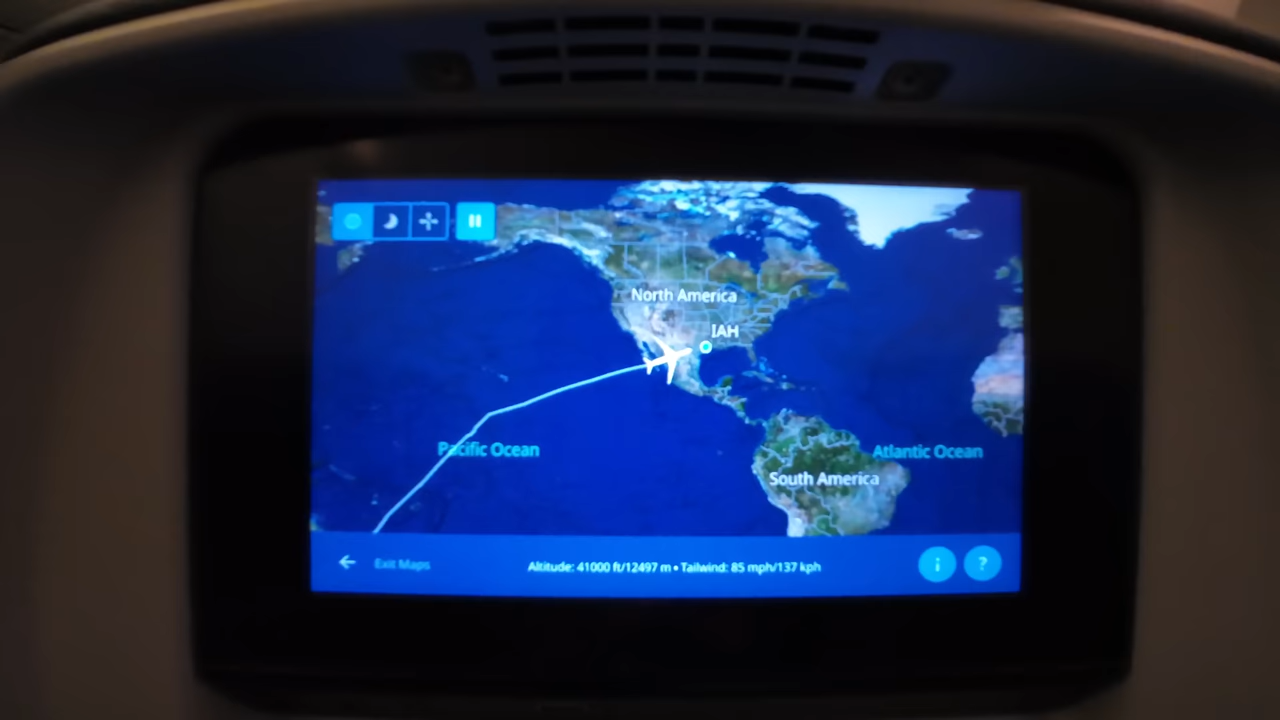 North America
IAH
Pacific Ocean
Atlantic Ocean
South America
Exit Maps
Altitude: 41000 ft/12497 m • Tailwind: 85 mph/137 kph
i
?